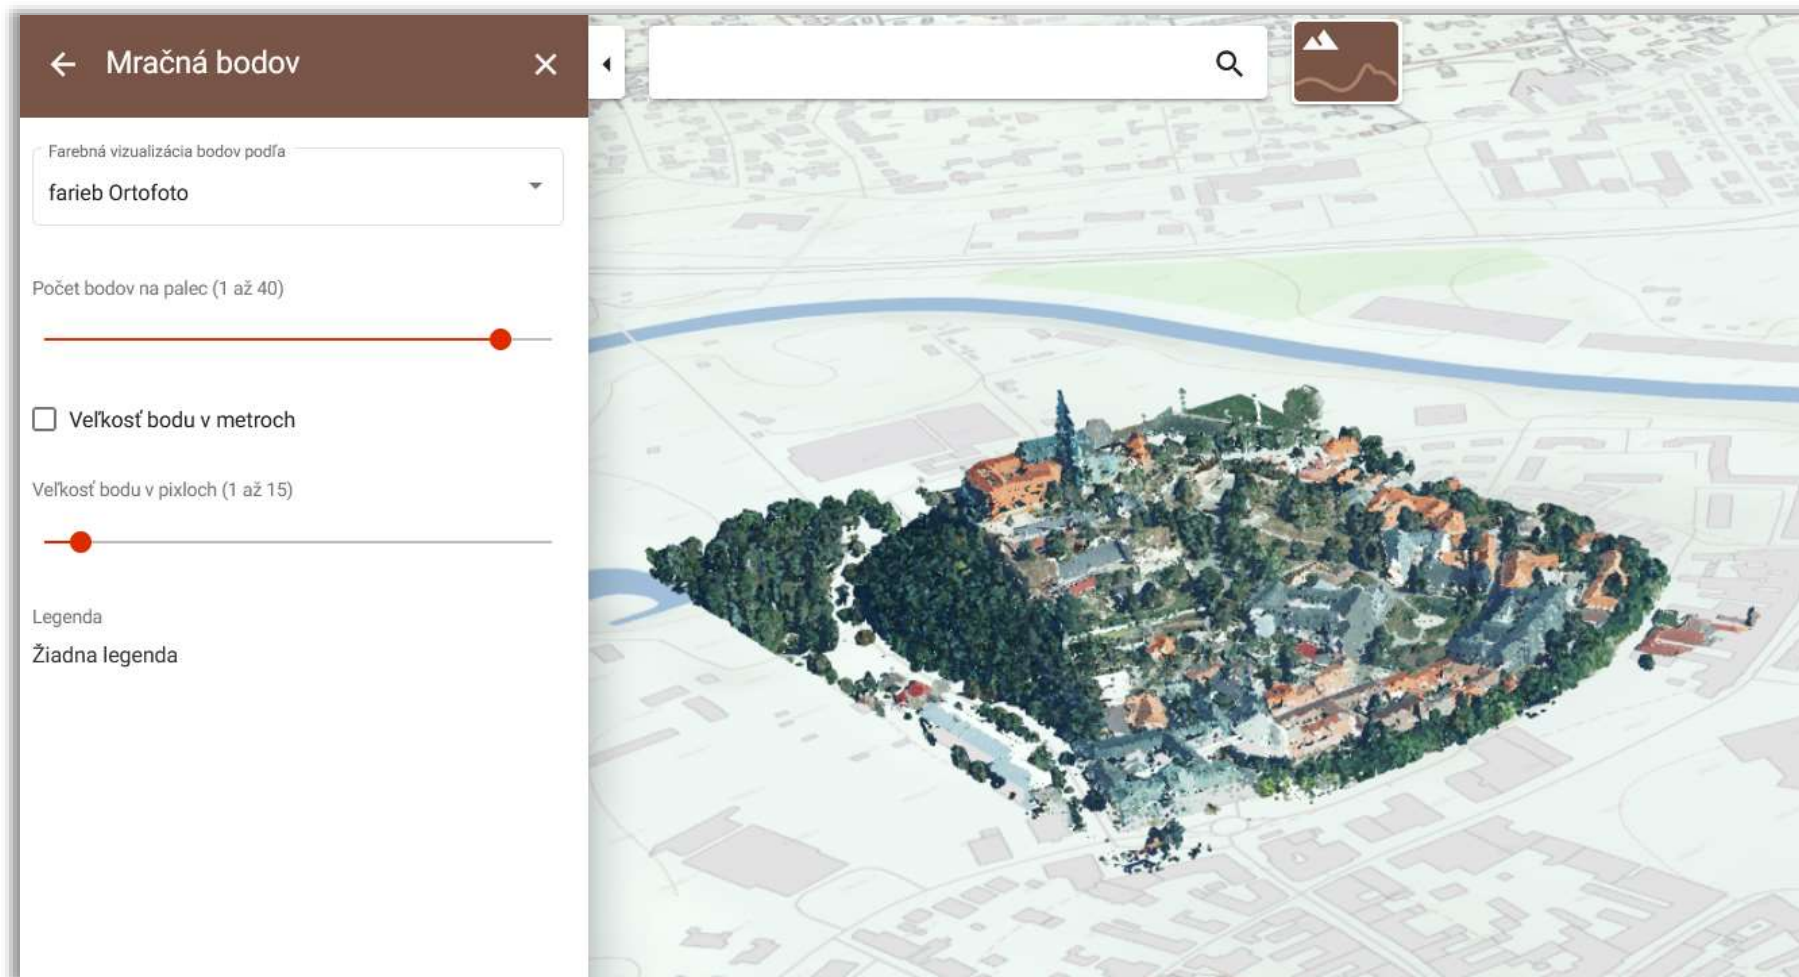 Mračná bodov
Farebná vizualizácia bodov podľa
farieb Ortofoto
Počet bodov na palec (1 až 40)
Veľkosť bodu v metroch
Veľkosť bodu v pixloch (1 až 15)
Legenda
Žiadna legenda